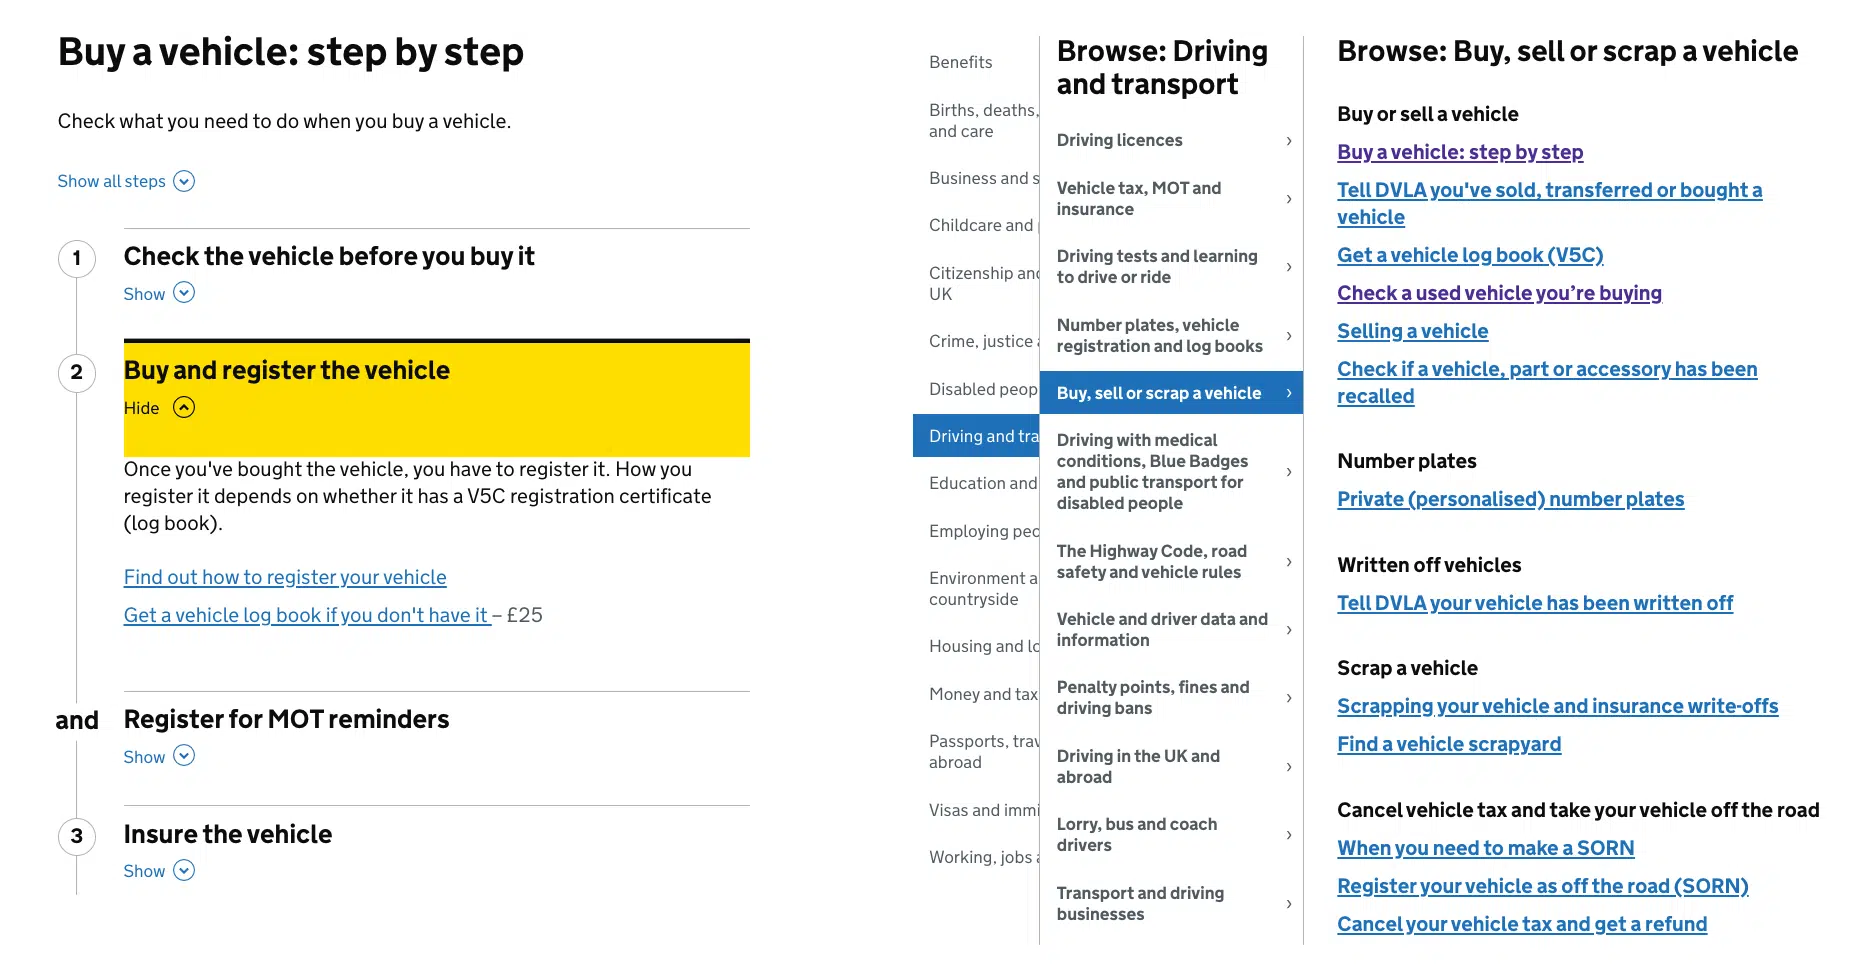 Buy a vehicle: step by step
Check what you need to do when you buy a vehicle.
Show all steps
1
Check the vehicle before you buy it
Show
2
Buy and register the vehicle
Hide
Once you've bought the vehicle, you have to register it. How you
register it depends on whether it has a V5C registration certificate
(log book).
Find out how to register your vehicle
Get a vehicle log book if you don't have it – £25
and
Register for MOT reminders
Show
3
Insure the vehicle
Show
Benefits
Births, deaths,
and care
Business and s
Childcare and
Citizenship and
UK
Crime, justice
Disabled peop
Driving and tra
Education and
Employing peo
Environment a
countryside
Housing and lo
Money and tax
Passports, trav
abroad
Visas and immi
Working, jobs a
Browse: Driving
and transport
Driving licences
Vehicle tax, MOT and
insurance
Driving tests and learning
to drive or ride
Number plates, vehicle
registration and log books
Buy, sell or scrap a vehicle
Driving with medical
conditions, Blue Badges
and public transport for
disabled people
The Highway Code, road
safety and vehicle rules
Vehicle and driver data and
information
Penalty points, fines and
driving bans
Driving in the UK and
abroad
Lorry, bus and coach
drivers
Transport and driving
businesses
Browse: Buy, sell or scrap a vehicle
Buy or sell a vehicle
Buy a vehicle: step by step
Tell DVLA you've sold, transferred or bought a
vehicle
Get a vehicle log book (V5C)
Check a used vehicle you’re buying
Selling a vehicle
Check if a vehicle, part or accessory has been
recalled
Number plates
Private (personalised) number plates
Written off vehicles
Tell DVLA your vehicle has been written off
Scrap a vehicle
Scrapping your vehicle and insurance write-offs
Find a vehicle scrapyard
Cancel vehicle tax and take your vehicle off the road
When you need to make a SORN
Register your vehicle as off the road (SORN)
Cancel your vehicle tax and get a refund